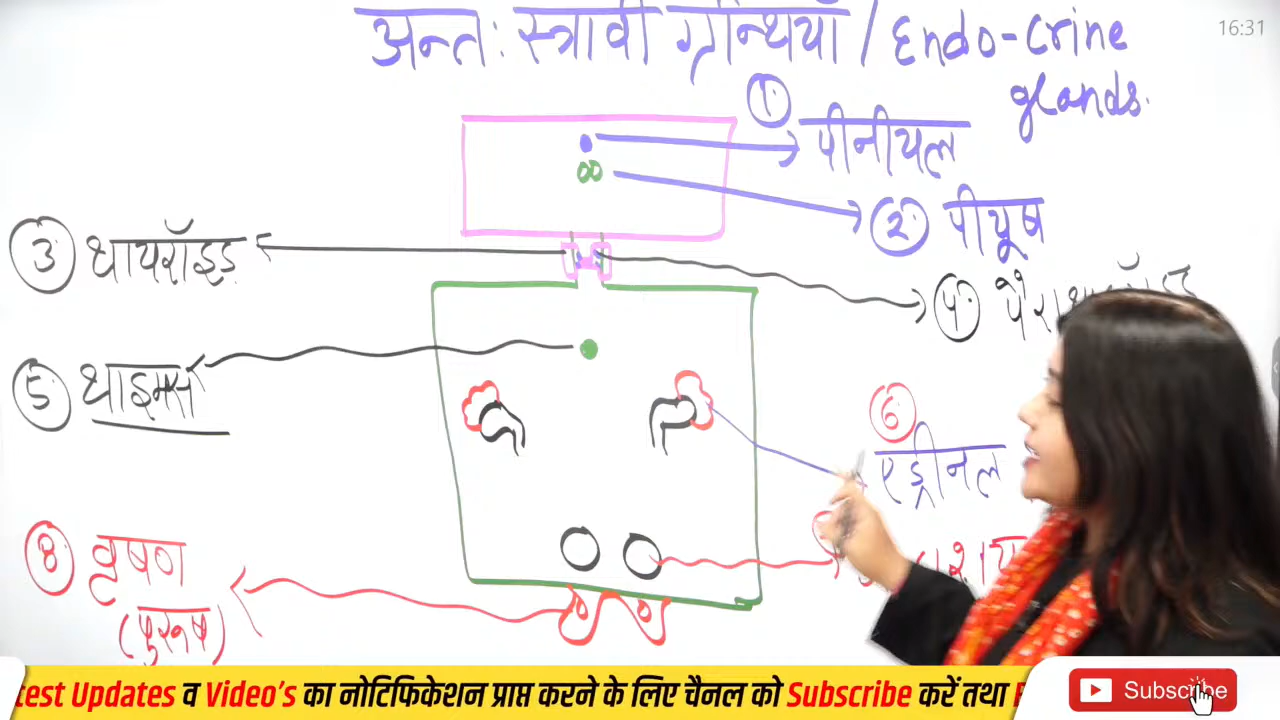 अन्तः स्त्रावी ग्रन्थियाँ / Endo-crine
glands.
16:31
① पीनीयल
② पीयूष
③ थायरॉइड
④
⑤ थाइमस
⑥
एड्रीनल
⑧ वृषण
(पुरूष)
test Updates व Video's का नोटिफिकेशन प्राप्त करने के लिए चैनल को Subscribe करें तथा
Subscribe